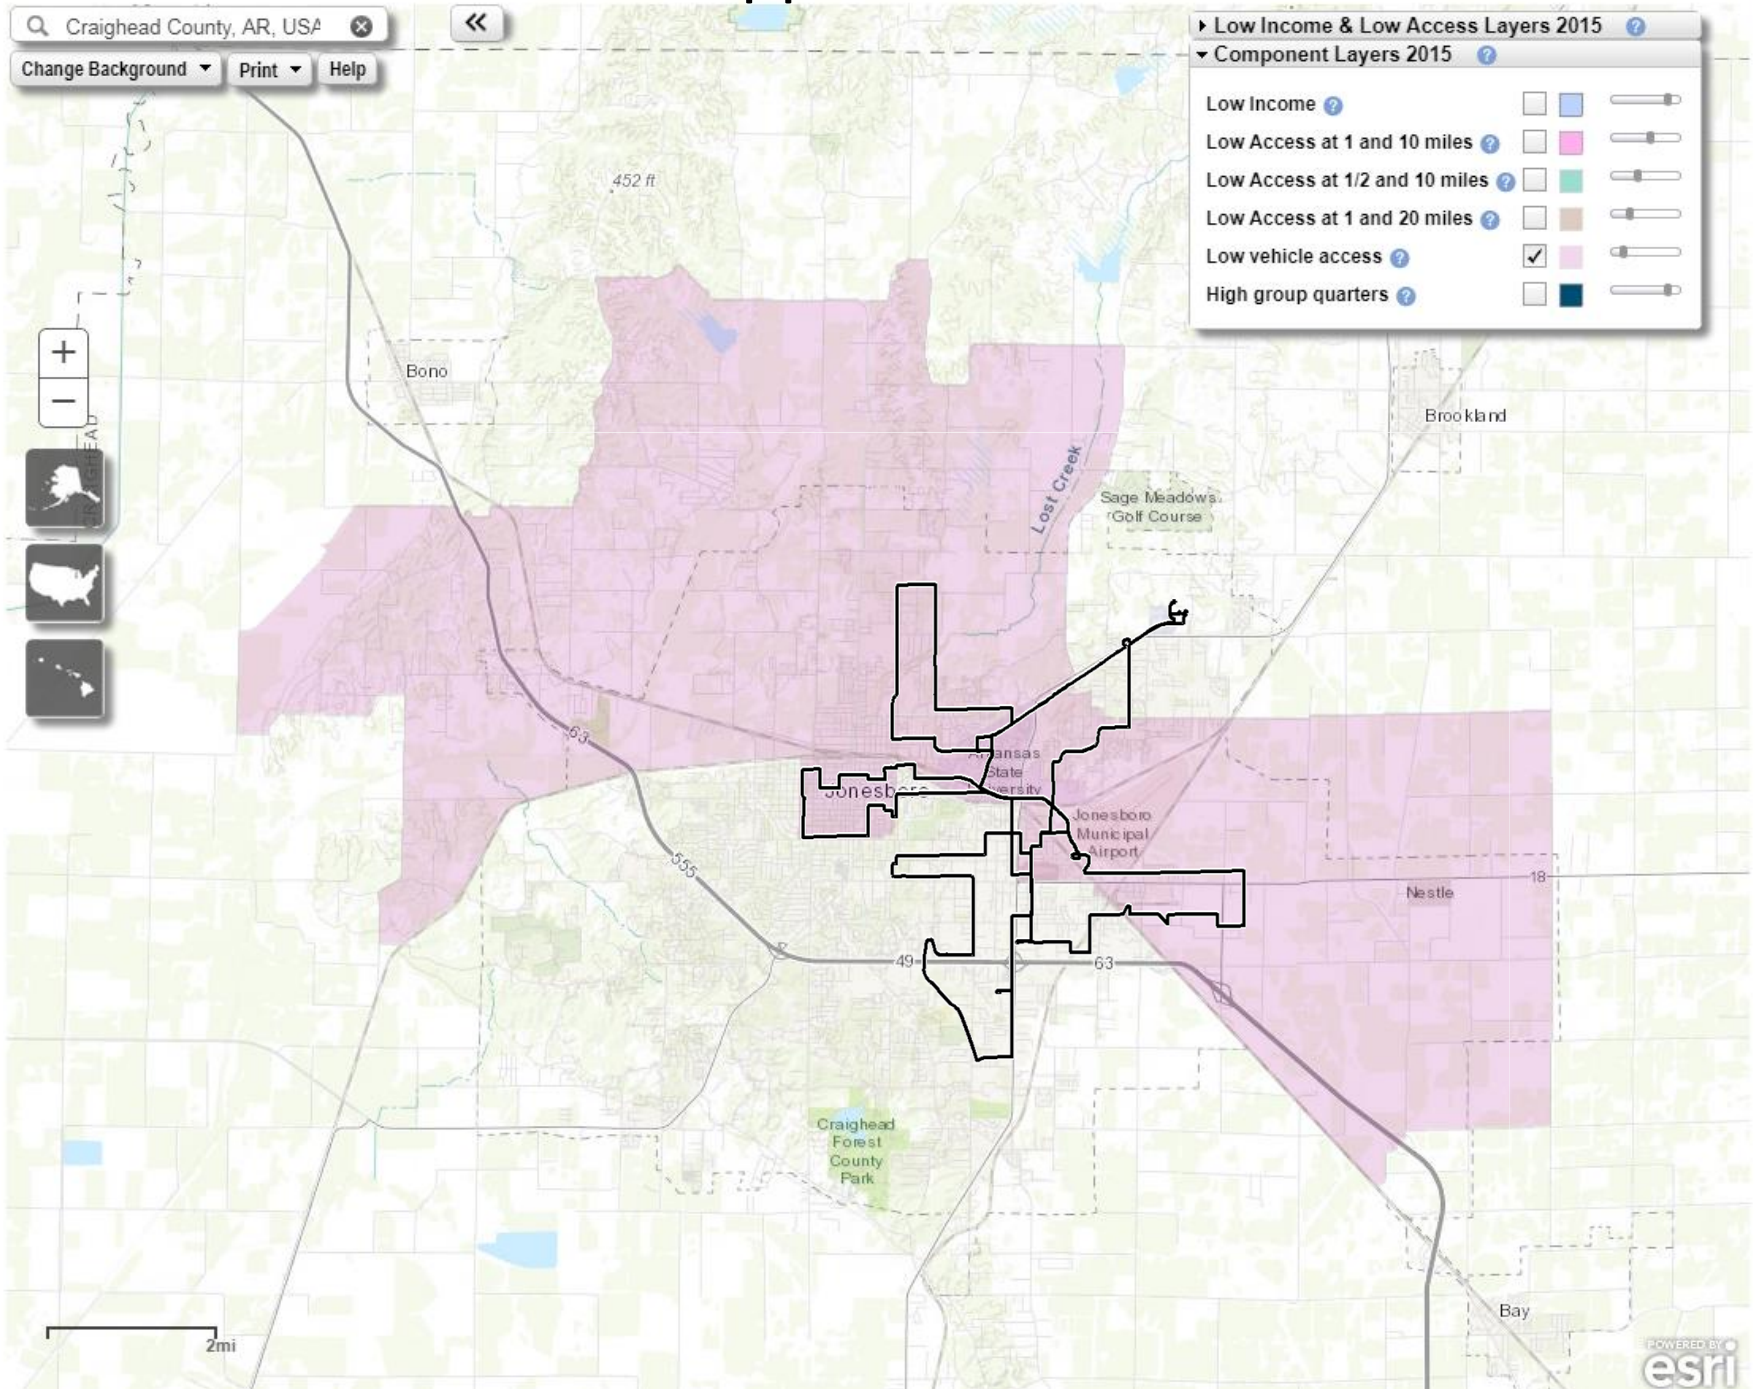 Craighead County, AR, USA
Change Background
Print
Help
Low Income & Low Access Layers 2015
Component Layers 2015
Low Income
Low Access at 1 and 10 miles
Low Access at 1/2 and 10 miles
Low Access at 1 and 20 miles
Low vehicle access
High group quarters
452 ft
Bono
Brookland
CRAIGHEAD
Lost Creek
Sage Meadows
Golf Course
63
Arkansas
State
University
Jonesboro
Jonesboro
Municipal
Airport
555
18
Nestle
49
63
Craighead
Forest
County
Park
Bay
2mi
POWERED BY
esri